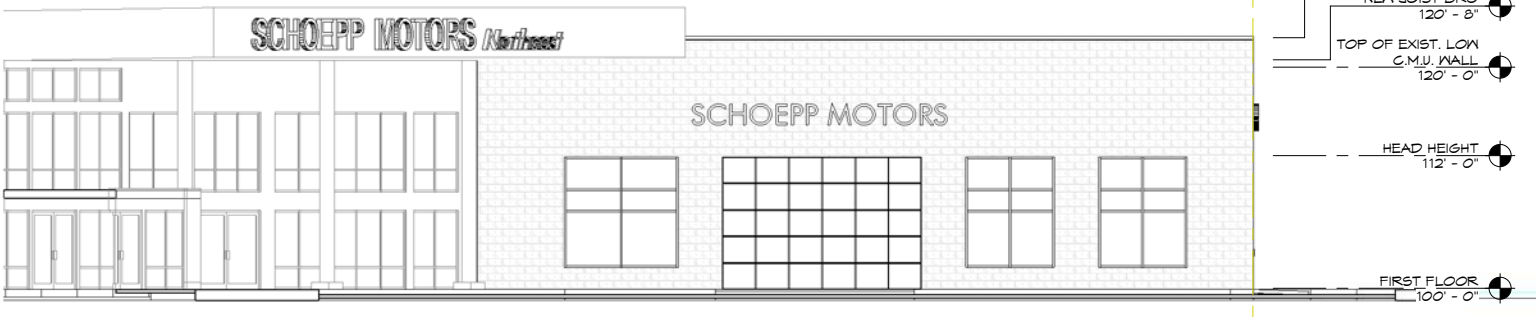 SCHOEPP MOTORS Northeast
SCHOEPP MOTORS
120' - 8"
TOP OF EXIST. LOW
C.M.U. WALL
120' - 0"
HEAD HEIGHT
112' - 0"
FIRST FLOOR
100' - 0"